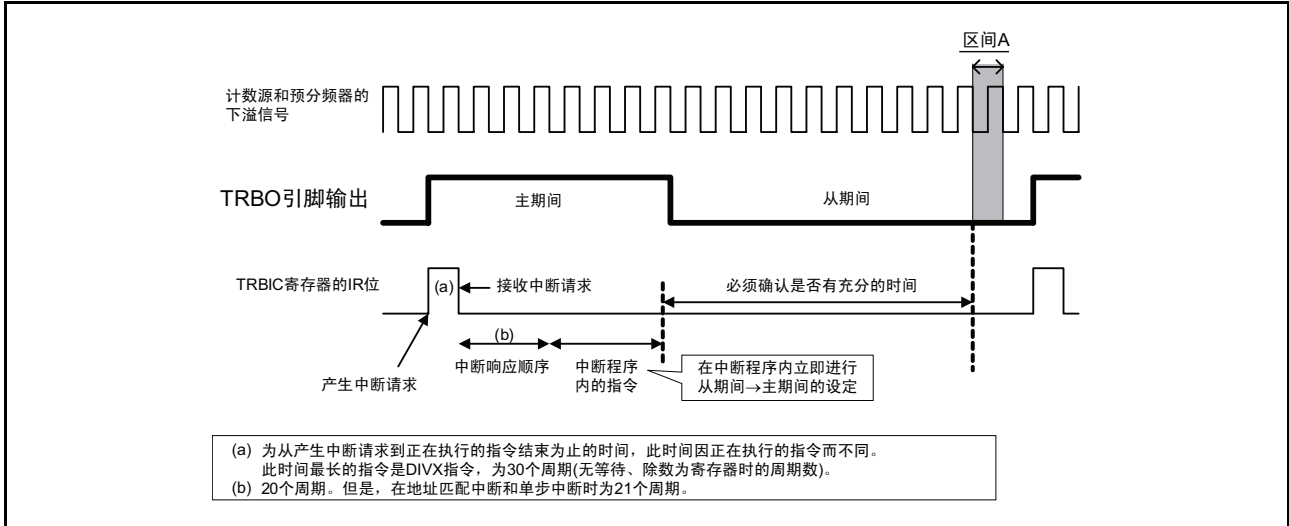 区间A
计数源和预分频器的
下溢信号
TRBO引脚输出
主期间
从期间
TRBIC寄存器的IR位
(a)
接收中断请求
必须确认是否有充分的时间
(b)
中断响应顺序
中断程序
内的指令
在中断程序内立即进行
从期间→主期间的设定
产生中断请求
(a) 为从产生中断请求到正在执行的指令结束为止的时间，此时间因正在执行的指令而不同。
此时间最长的指令是DIVX指令，为30个周期(无等待、除数为寄存器时的周期数)。
(b) 20个周期。但是，在地址匹配中断和单步中断时为21个周期。